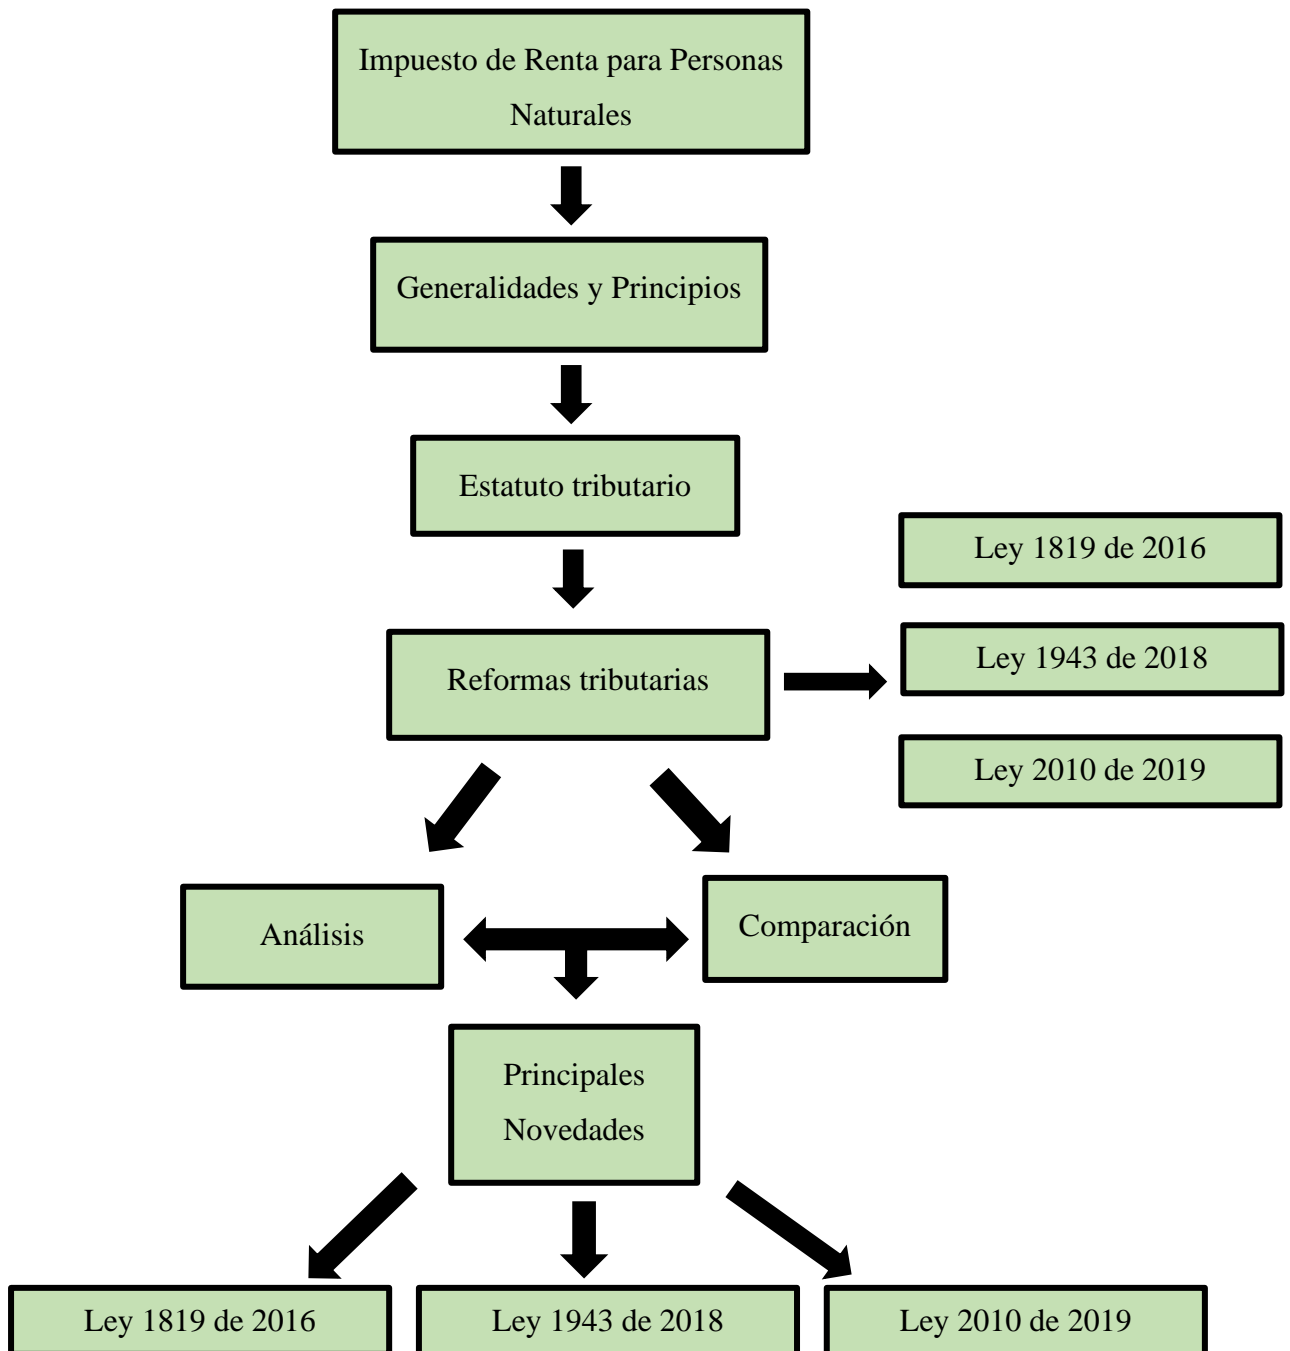 Impuesto de Renta para Personas
Naturales
Generalidades y Principios
Estatuto tributario
Ley 1819 de 2016
Ley 1943 de 2018
Reformas tributarias
Ley 2010 de 2019
Análisis
Comparación
Principales
Novedades
Ley 1819 de 2016
Ley 1943 de 2018
Ley 2010 de 2019